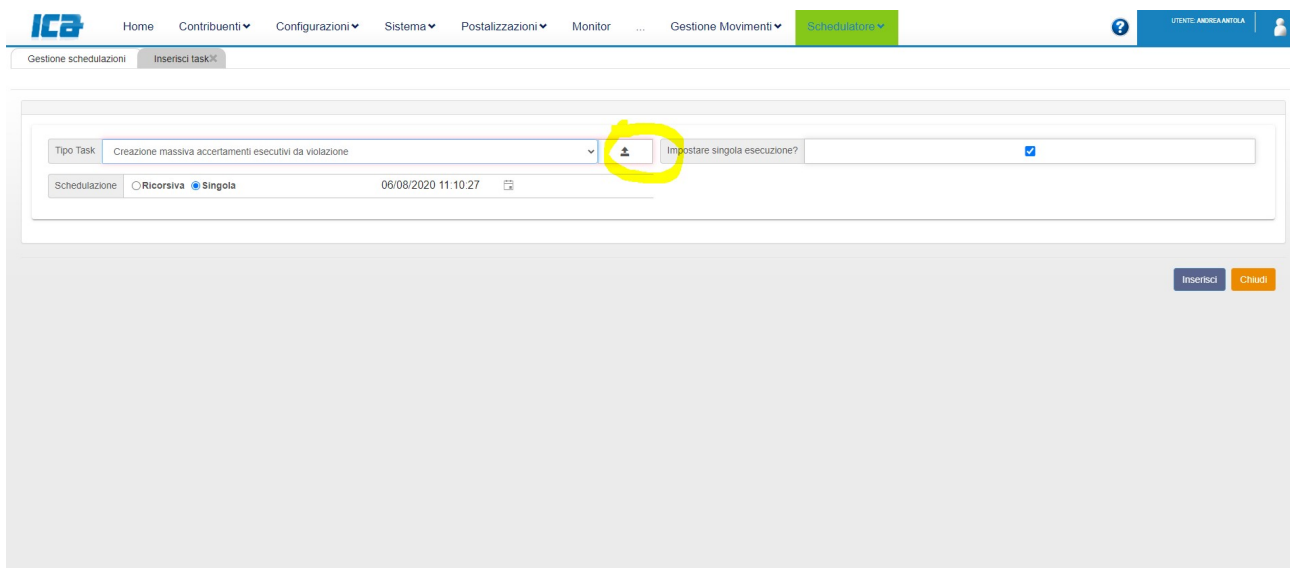 ICA Home Contribuenti Configurazioni Sistema Postalizzazioni Monitor ... Gestione Movimenti Schedulatore ? UTENTE: ANDREA ANTOLA
Gestione schedulazioni Inserisci task
Tipo Task Creazione massiva accertamenti esecutivi da violazione Impostare singola esecuzione?
Schedulazione Ricorsiva Singola 06/08/2020 11:10:27
Inserisci Chiudi